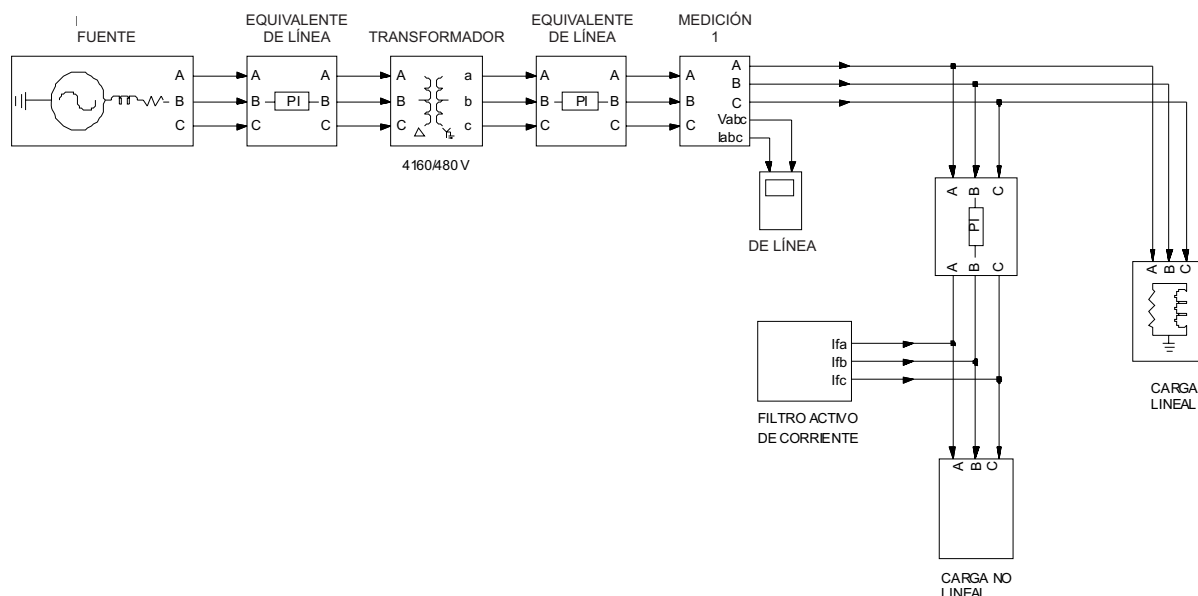 FUENTE
A
B
C
EQUIVALENTE
DE LÍNEA
A A
B PI B
C C
TRANSFORMADOR
A a
B b
C c
4160/480 V
EQUIVALENTE
DE LÍNEA
A A
B PI B
C C
MEDICIÓN
1
A
B
C
A
B
C
Vabc
Iabc
DE LÍNEA
A B C
PI
A B C
A B C
CARGA
LINEAL
Ifa
Ifb
Ifc
FILTRO ACTIVO
DE CORRIENTE
A B C
CARGA NO
LINEAL